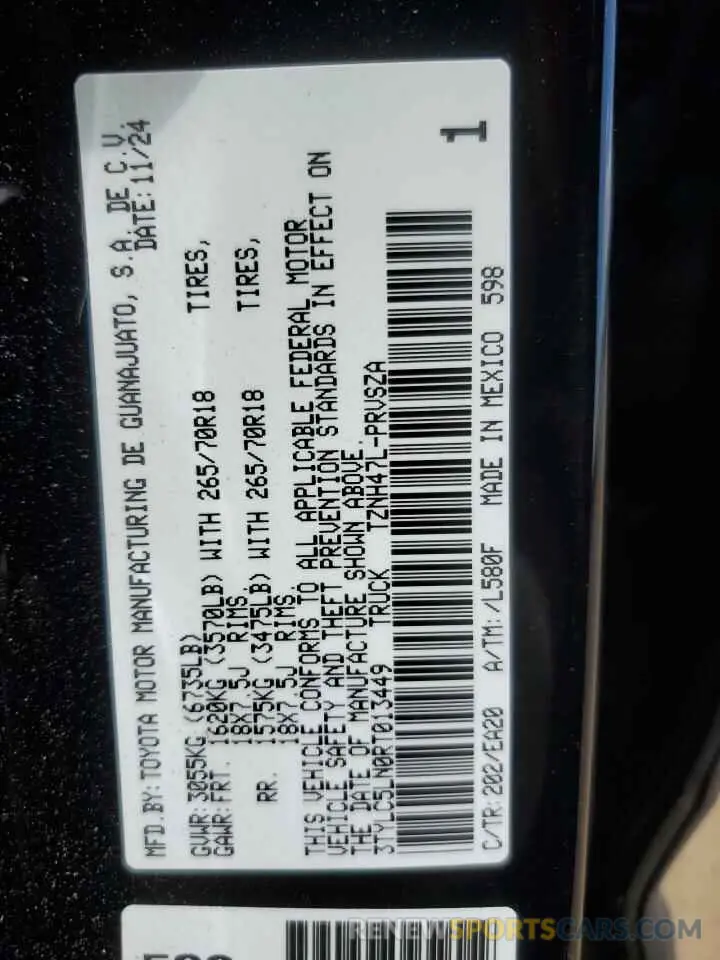 MFD.BY:TOYOTA MOTOR MANUFACTURING DE GUANAJUATO, S.A. DE C.V.
DATE:11/24
GVWR:3055KG (6735LB)
GAWR:FRT. 1620KG (3570LB) WITH 265/70R18 TIRES,
18X7.5J RIMS.
RR. 1575KG (3475LB) WITH 265/70R18 TIRES,
18X7.5J RIMS.
THIS VEHICLE CONFORMS TO ALL APPLICABLE FEDERAL MOTOR
VEHICLE SAFETY AND THEFT PREVENTION STANDARDS IN EFFECT ON
THE DATE OF MANUFACTURE SHOWN ABOVE.
3TYLC5LN0RT013449 TRUCK TZNH47L-PRVSZA
1
C/TR:202/EA20 A/TM:/L580F MADE IN MEXICO 598
RENEWSPORTSCARS.COM